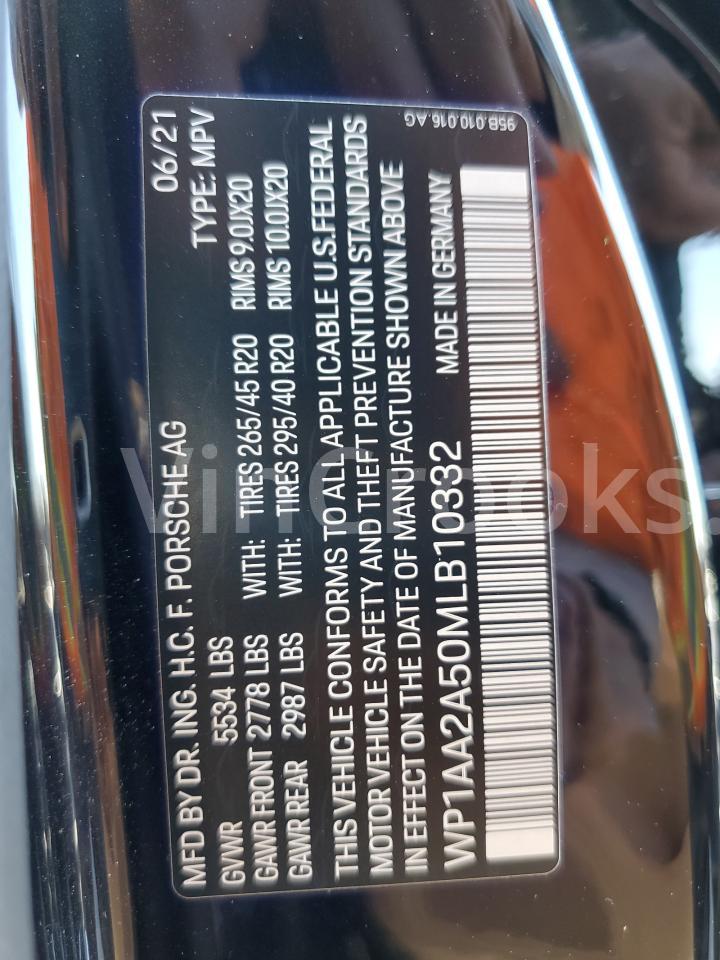 MFD BY DR. ING. H.C. F. PORSCHE AG 06/21
GVWR 5534 LBS TYPE: MPV
GAWR FRONT 2778 LBS WITH: TIRES 265/45 R20 RIMS 9.0JX20
GAWR REAR 2987 LBS WITH: TIRES 295/40 R20 RIMS 10.0JX20
THIS VEHICLE CONFORMS TO ALL APPLICABLE U.S.FEDERAL
MOTOR VEHICLE SAFETY AND THEFT PREVENTION STANDARDS
IN EFFECT ON THE DATE OF MANUFACTURE SHOWN ABOVE
WP1AA2A50MLB10332 MADE IN GERMANY
95B.010.016.AG
VinCrooks.